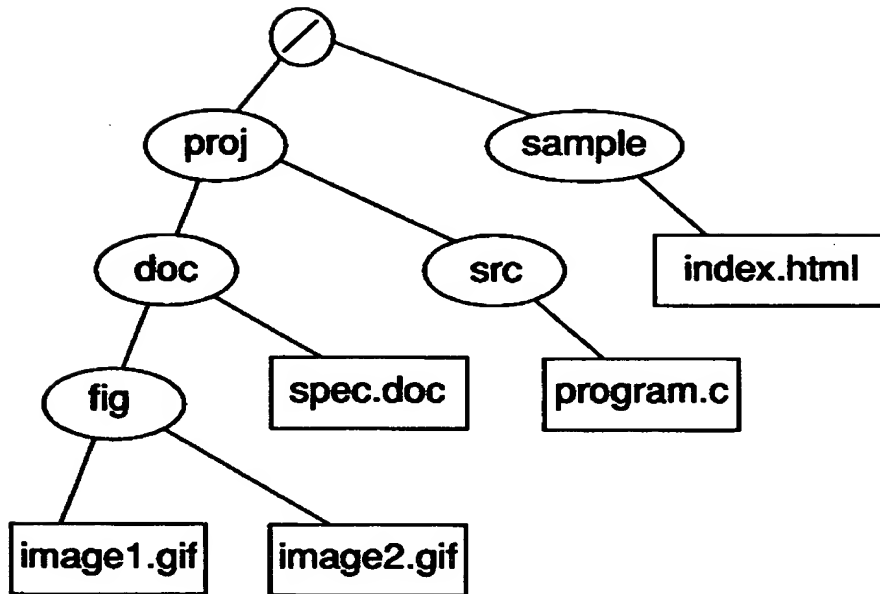 /
proj
sample
doc
src
index.html
fig
spec.doc
program.c
image1.gif
image2.gif